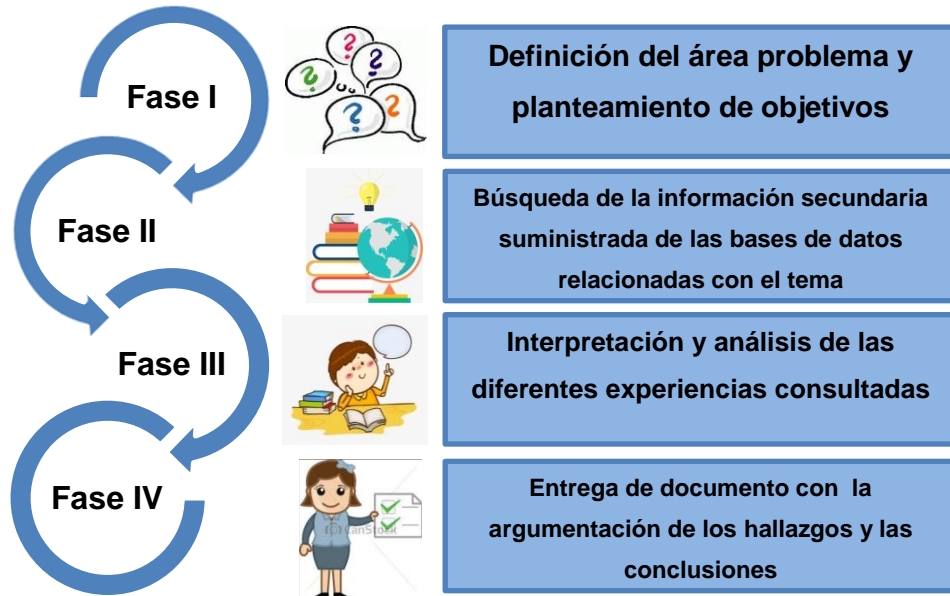 Fase I
Definición del área problema y
planteamiento de objetivos
Fase II
Búsqueda de la información secundaria
suministrada de las bases de datos
relacionadas con el tema
Fase III
Interpretación y análisis de las
diferentes experiencias consultadas
Fase IV
CanStock
Entrega de documento con la
argumentación de los hallazgos y las
conclusiones